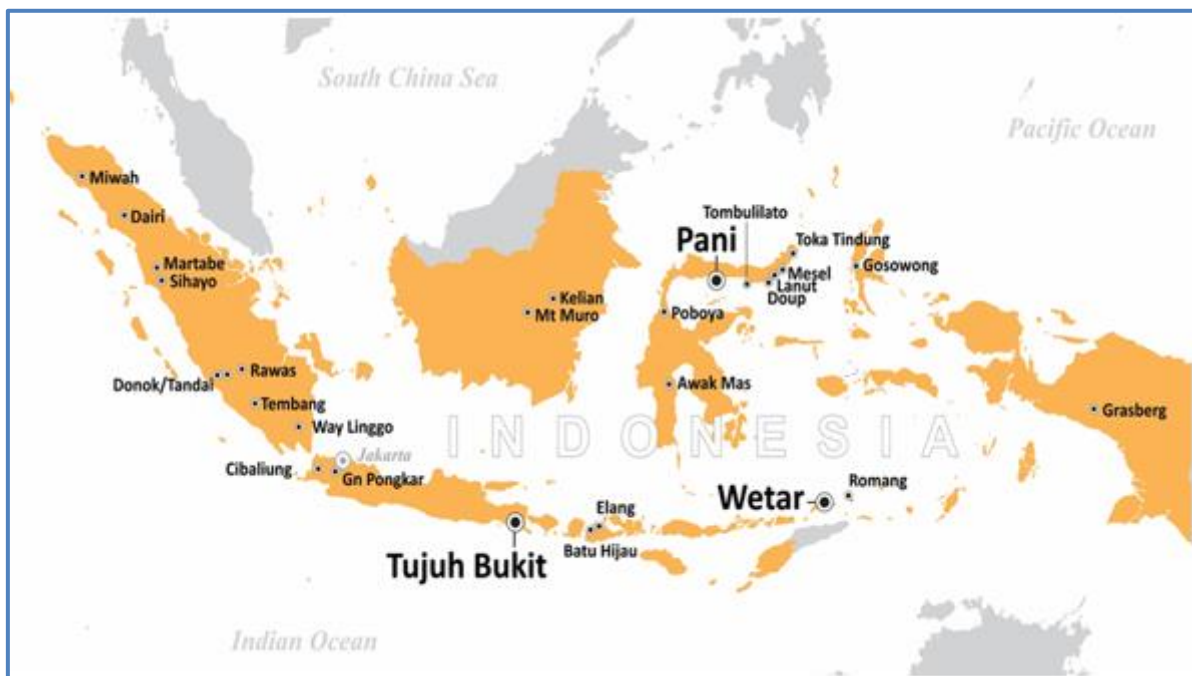 South China Sea
Pacific Ocean
Miwah
Dairi
Tombulilato
Pani
Toka Tindung
Martabe
Sihayo
Mesel
Gosowong
Lanut
Doup
Kelian
Mt Muro
Poboya
Donok/Tandai
Rawas
Awak Mas
Tembang
Grasberg
Way Linggo
INDONESIA
Jakarta
Cibaliung
Gn Pongkar
Wetar
Romang
Elang
Batu Hijau
Tujuh Bukit
Indian Ocean